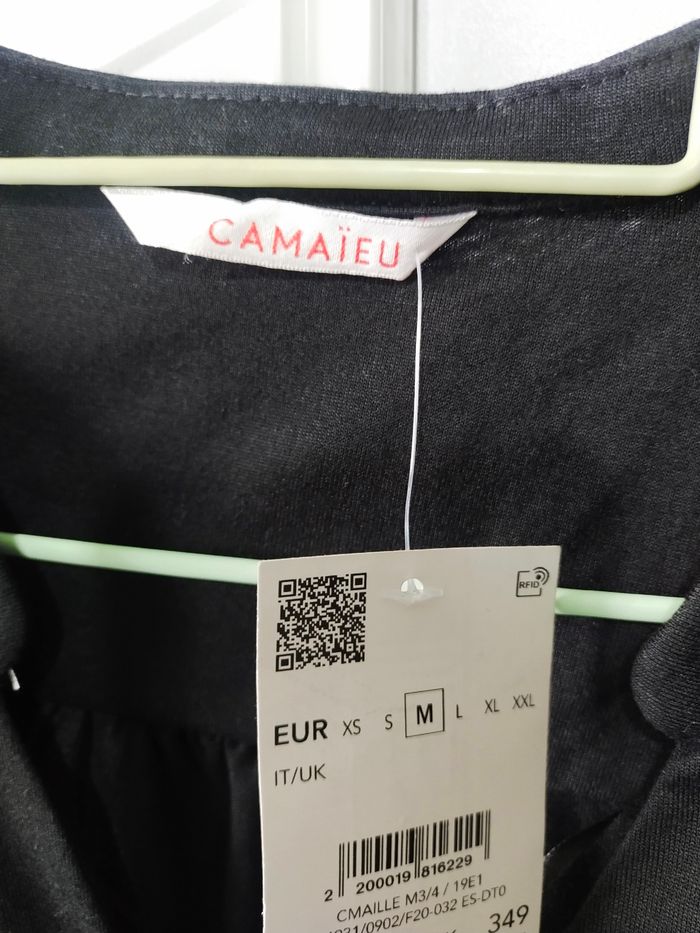 CAMAÏEU
RFID
EUR XS S M L XL XXL
IT/UK
2 200019 816229
CMAILLE M3/4 / 19E1
/0902/F20-032 ES-DT0
349